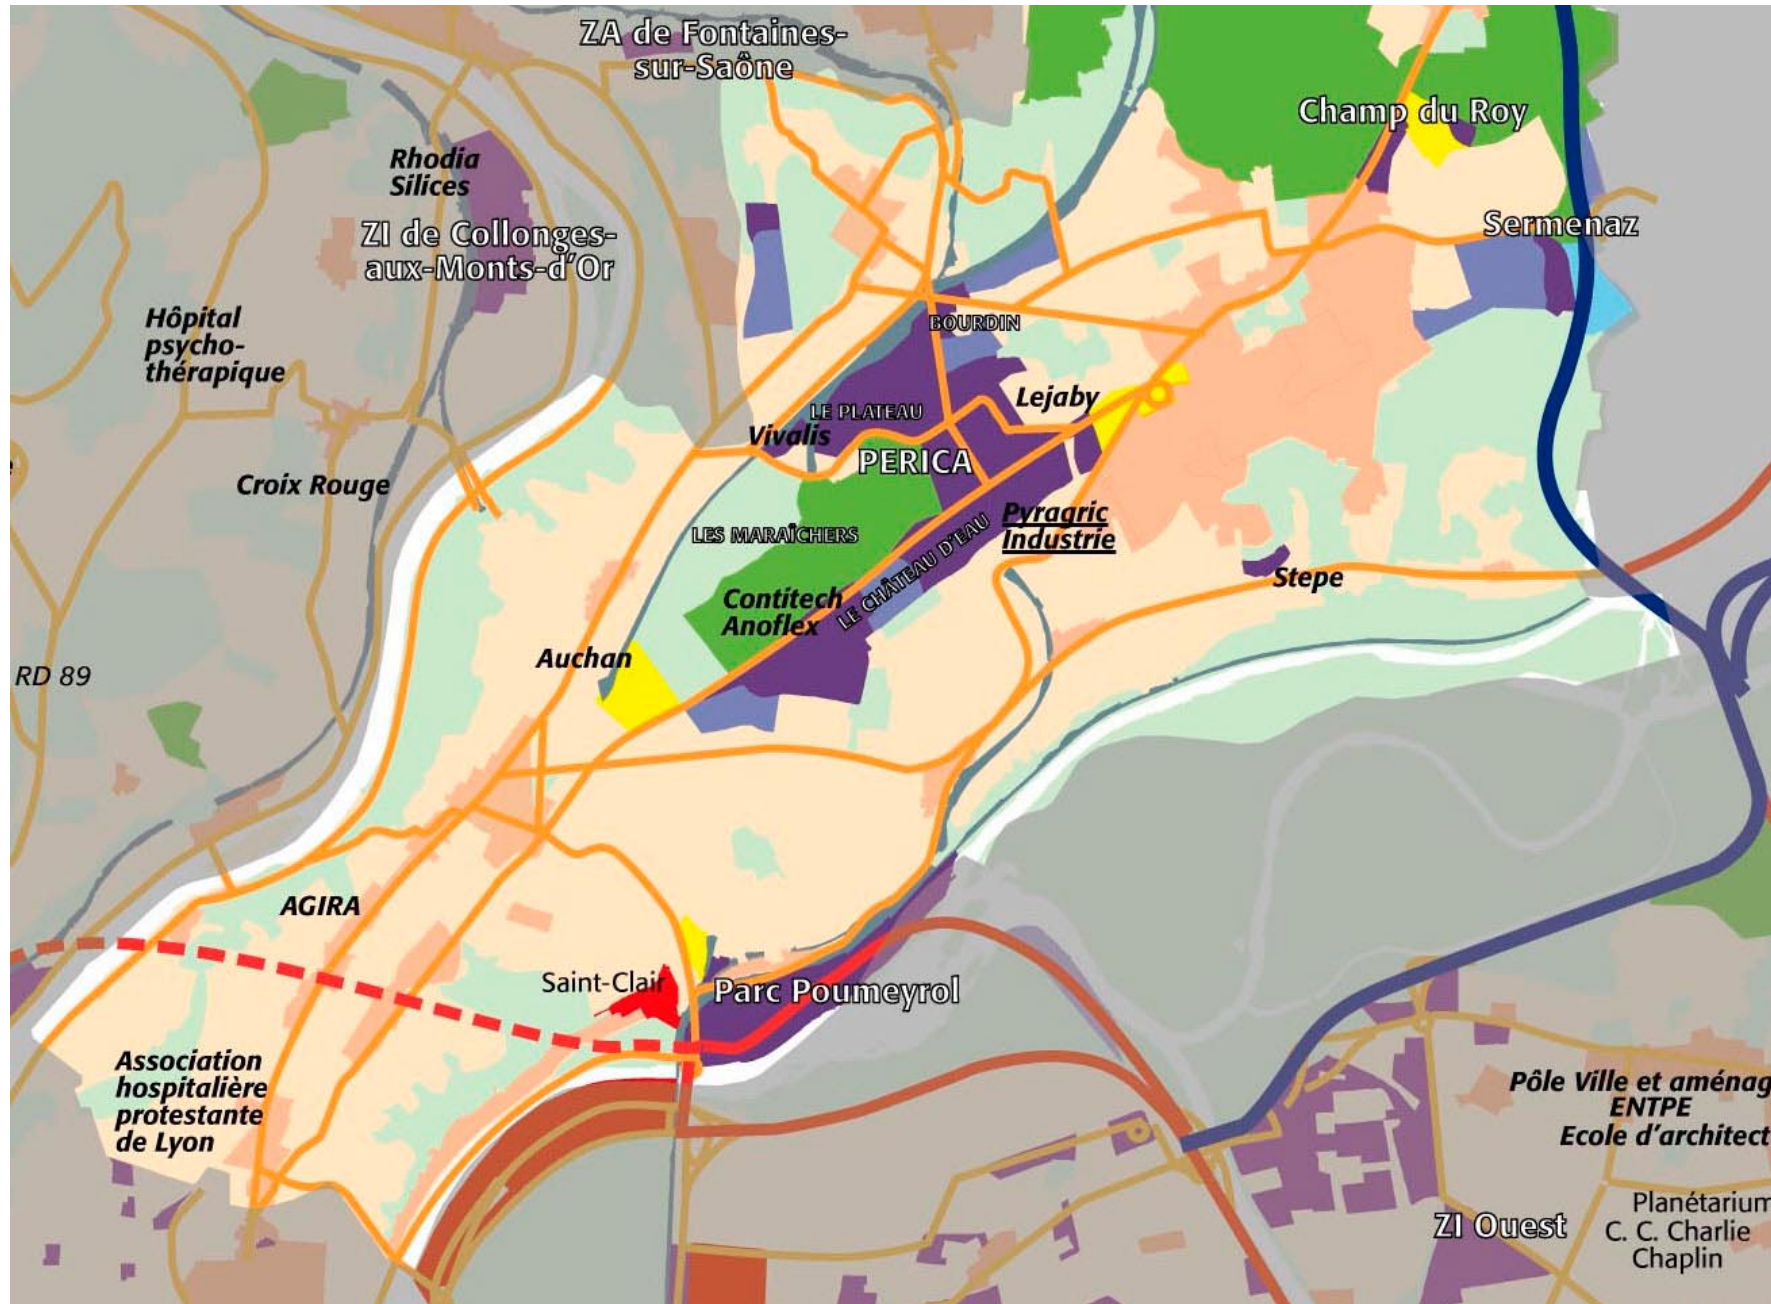 ZA de Fontaines-
sur-Saône
Champ du Roy
Rhodia
Silices
ZI de Collonges-
aux-Monts-d'Or
Sermenaz
Hôpital
psycho-
thérapique
BOURDIN
LE PLATEAU
Lejaby
Vivalis
PERICA
Croix Rouge
LES MARAÎCHERS
Pyragric
Industrie
LE CHÂTEAU D'EAU
Stepe
Contitech
Anoflex
Auchan
RD 89
AGIRA
Saint-Clair
Parc Poumeyrol
Association
hospitalière
protestante
de Lyon
Pôle Ville et aménag
ENTPE
Ecole d'architect
ZI Ouest
Planétarium
C. C. Charlie
Chaplin